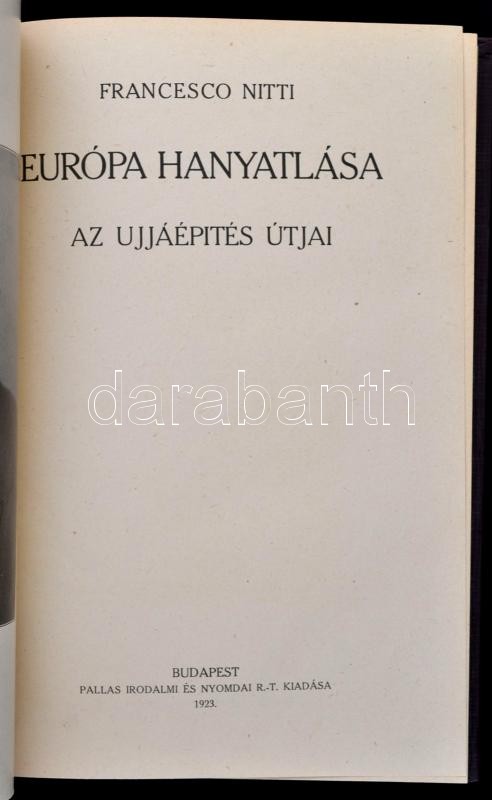 FRANCESCO NITTI
EURÓPA HANYATLÁSA
AZ UJJÁÉPITÉS ÚTJAI
darabanth
BUDAPEST
PALLAS IRODALMI ÉS NYOMDAI R.-T. KIADÁSA
1923.